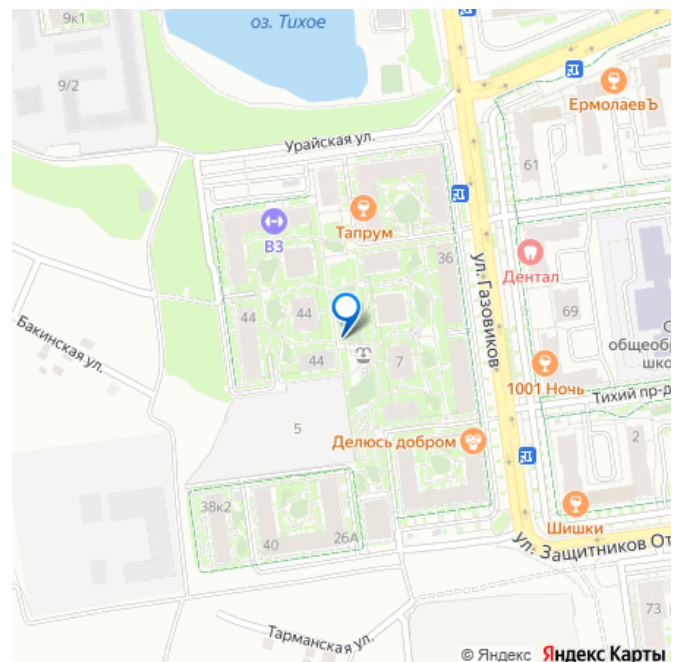 9к1
оз. Тихое
9/2
ЕрмолаевЪ
Урайская ул.
61
Тапрум
В3
36
ул. Газовиков
Дентал
44
44
69
Бакинская ул.
общеобр
шко
44
7
1001 Ночь
Тихий пр-д
5
Делюсь добром
2
38к2
Шишки
40
26А
ул. Защитников От
73
Тарманская ул.
© Яндекс Яндекс Карты